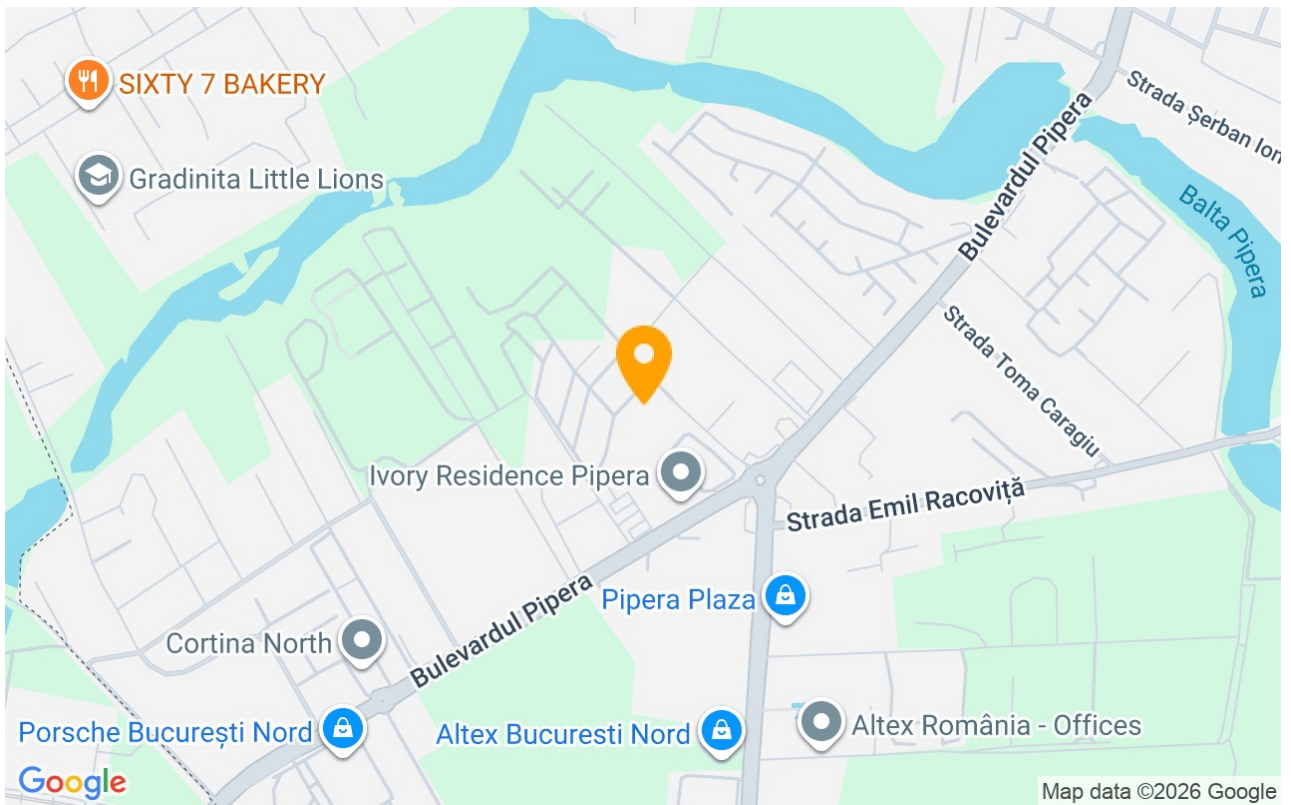 SIXTY 7 BAKERY
Strada Șerban Ion
Bulevardul Pipera
Gradinita Little Lions
Balta Pipera
Strada Toma Caragiu
Ivory Residence Pipera
Strada Emil Racoviță
Pipera Plaza
Bulevardul Pipera
Cortina North
Porsche București Nord
Altex Bucuresti Nord
Altex România - Offices
Google
Map data ©2026 Google